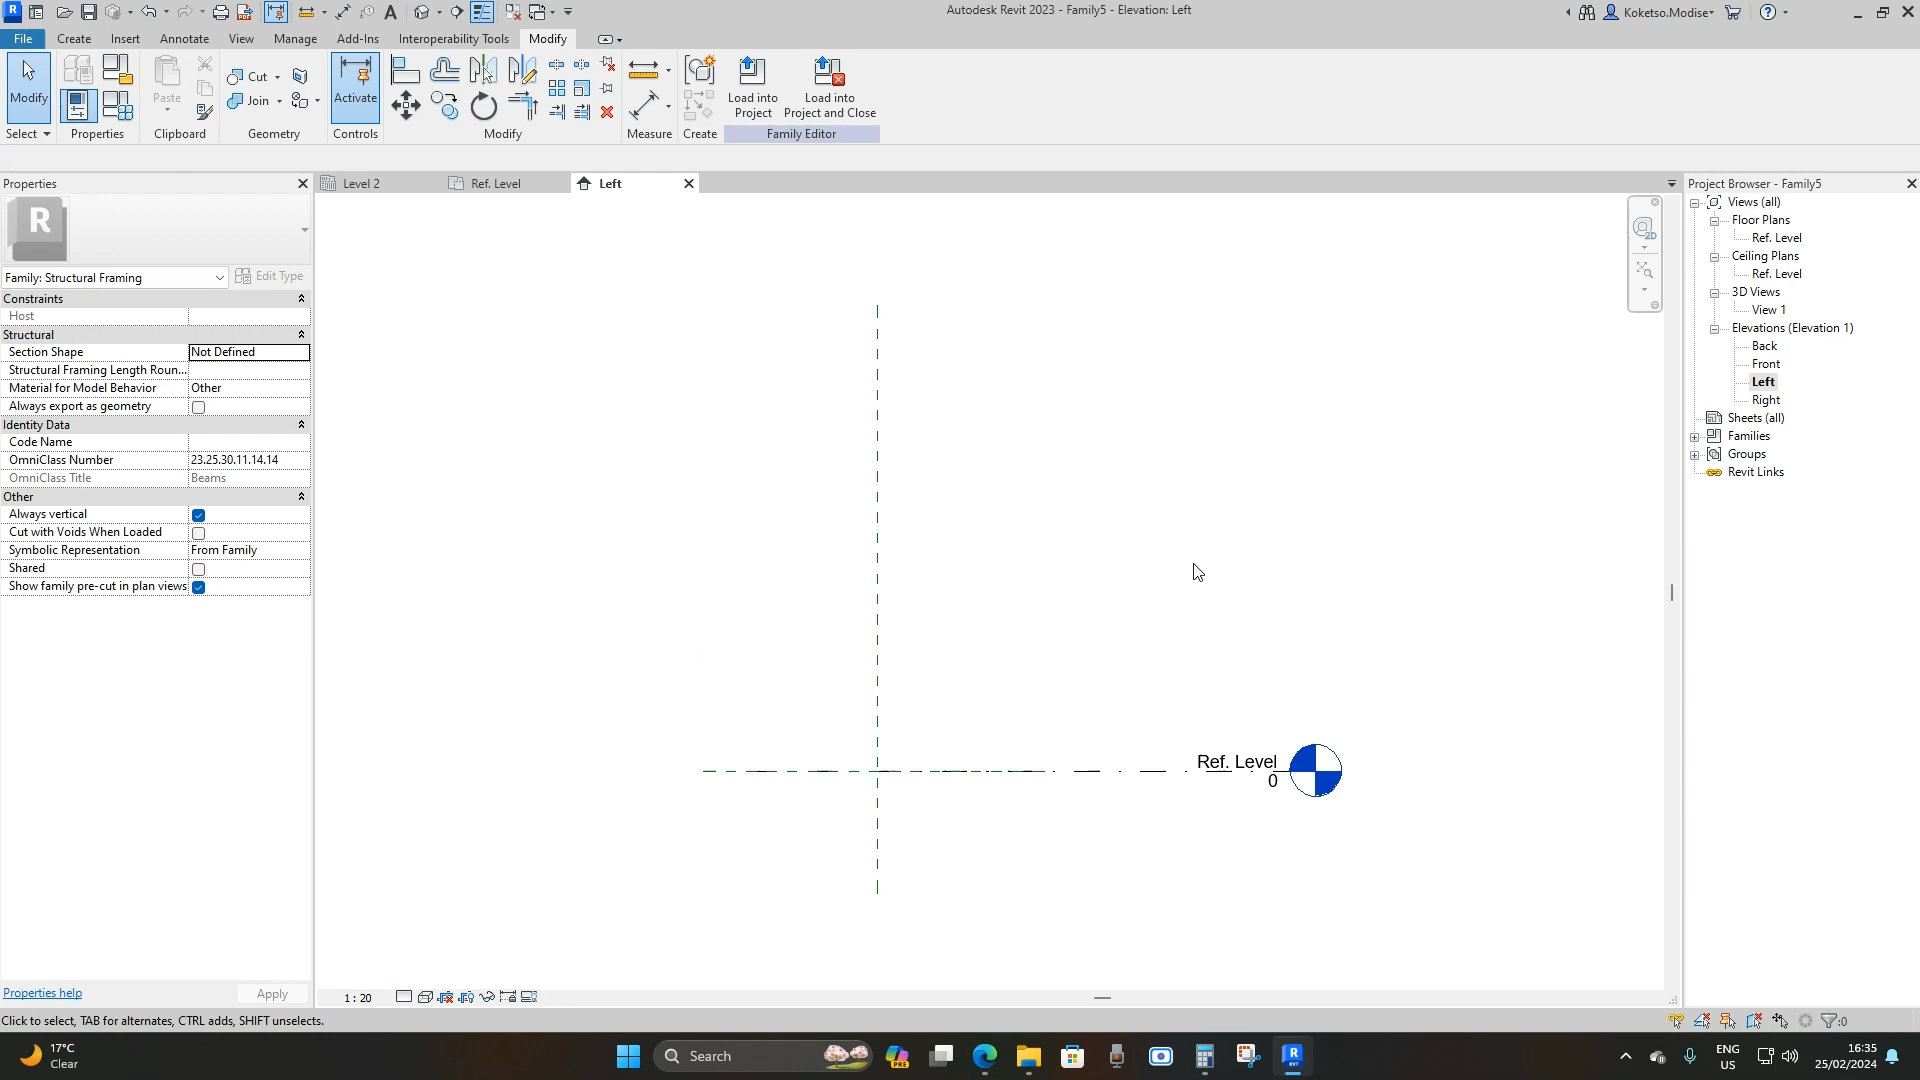 Autodesk Revit 2023 - Family5 - Elevation: Left
Koketso.Modise
File
Create
Insert
Annotate
View
Manage
Add-Ins
Interoperability Tools
Modify
Modify
Paste
Cut
Join
Activate
Load into
Project
Load into
Project and Close
Select
Properties
Clipboard
Geometry
Controls
Modify
Measure
Create
Family Editor
Properties
R
Family: Structural Framing
Edit Type
Constraints
Host
Structural
Section Shape
Not Defined
Structural Framing Length Roun...
Material for Model Behavior
Other
Always export as geometry
Identity Data
Code Name
OmniClass Number
23.25.30.11.14.14
OmniClass Title
Beams
Other
Always vertical
Cut with Voids When Loaded
Symbolic Representation
From Family
Shared
Show family pre-cut in plan views
Properties help
Apply
Level 2
Ref. Level
Left
2D
Ref. Level
0
1 : 20
Project Browser - Family5
Views (all)
Floor Plans
Ref. Level
Ceiling Plans
Ref. Level
3D Views
View 1
Elevations (Elevation 1)
Back
Front
Left
Right
Sheets (all)
Families
Groups
Revit Links
Click to select, TAB for alternates, CTRL adds, SHIFT unselects.
:0
17°C
Clear
Search
PRE
R
RVT
ENG
US
16:35
25/02/2024